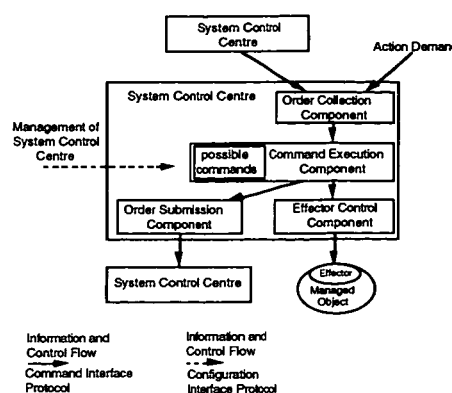 System Control
Centre
Action Deman
System Control Centre
Order Collection
Component
Management of
System Control
Centre
possible
commands
Command Execution
Component
Order Submission
Component
Effector Control
Component
System Control Centre
Effector
Managed
Object
Information and
Control Flow
Command Interface
Protocol
Information and
Control Flow
Configuration
Interface Protocol